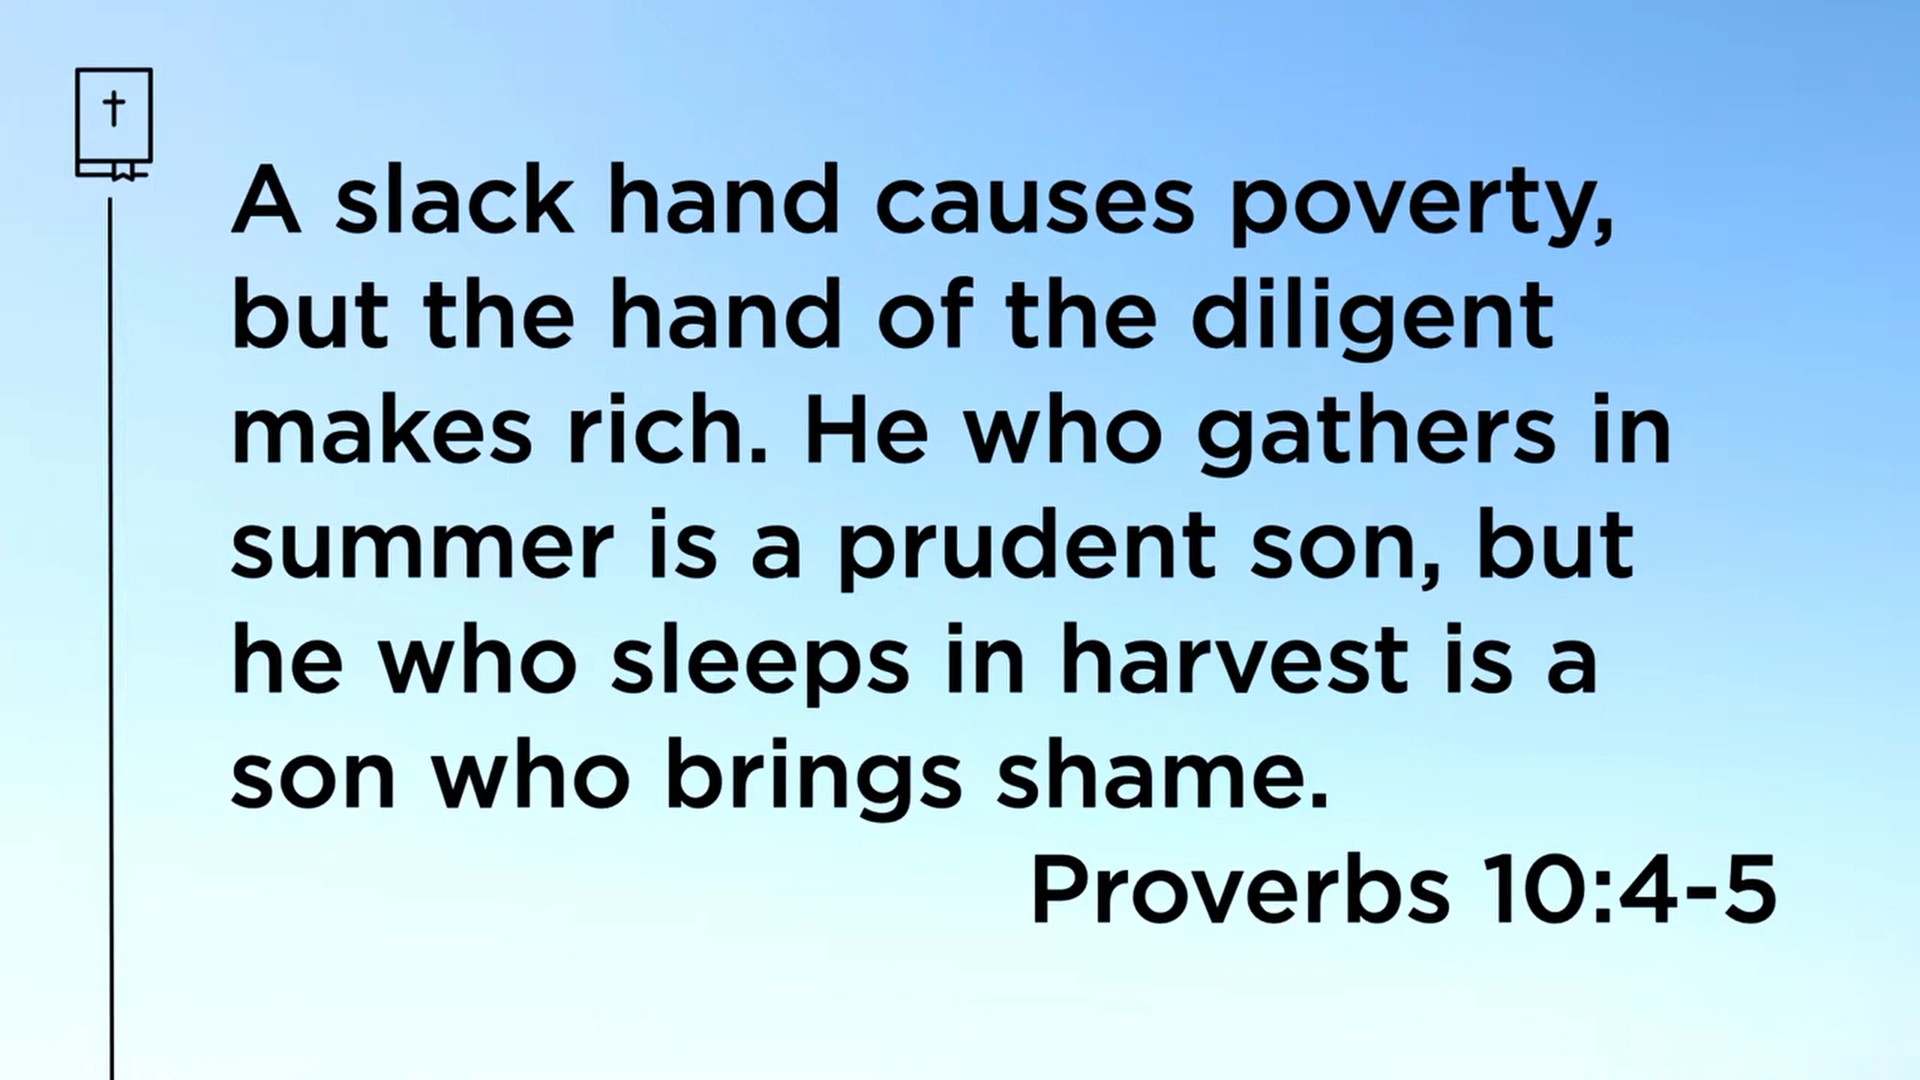 A slack hand causes poverty,
but the hand of the diligent
makes rich. He who gathers in
summer is a prudent son, but
he who sleeps in harvest is a
son who brings shame.
Proverbs 10:4-5